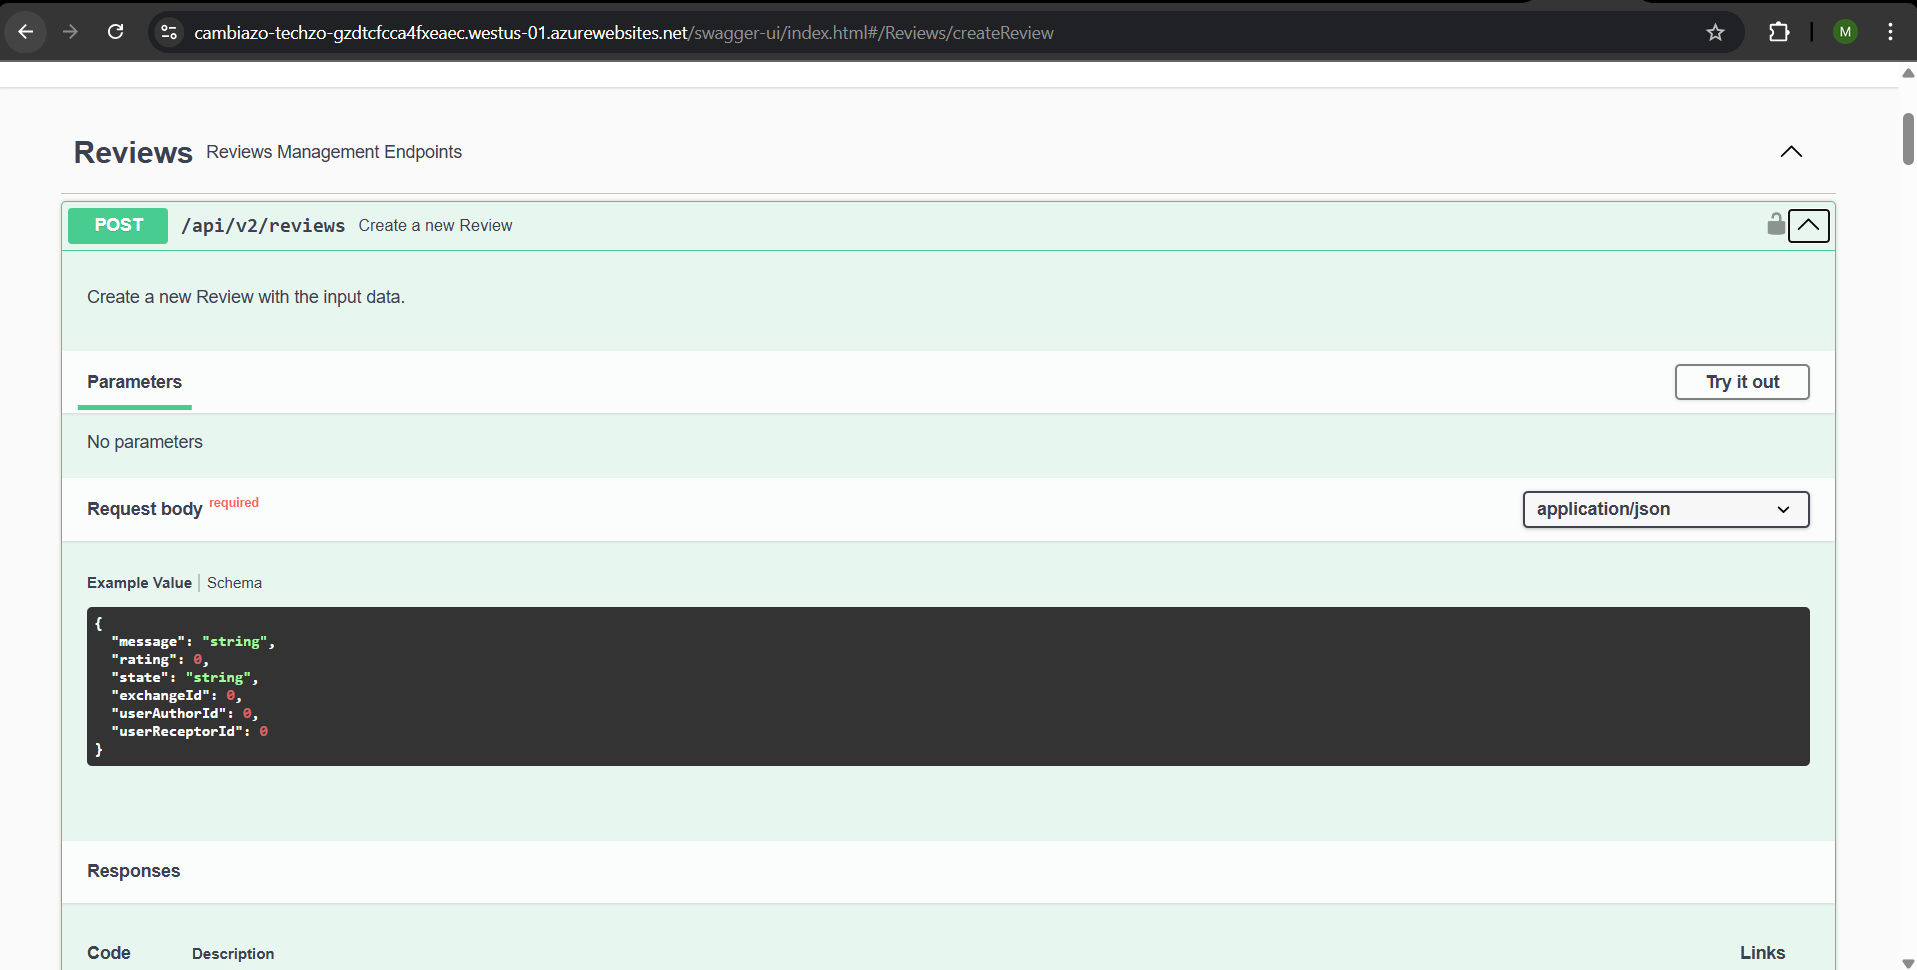 cambiazo-techzo-gzdtcfcca4fxeaec.westus-01.azurewebsites.net/swagger-ui/index.html#/Reviews/createReview
M
Reviews Reviews Management Endpoints
POST /api/v2/reviews Create a new Review
Create a new Review with the input data.
Parameters
Try it out
No parameters
Request body required
application/json
Example Value | Schema
{
  "message": "string",
  "rating": 0,
  "state": "string",
  "exchangeId": 0,
  "userAuthorId": 0,
  "userReceptorId": 0
}
Responses
Code Description Links